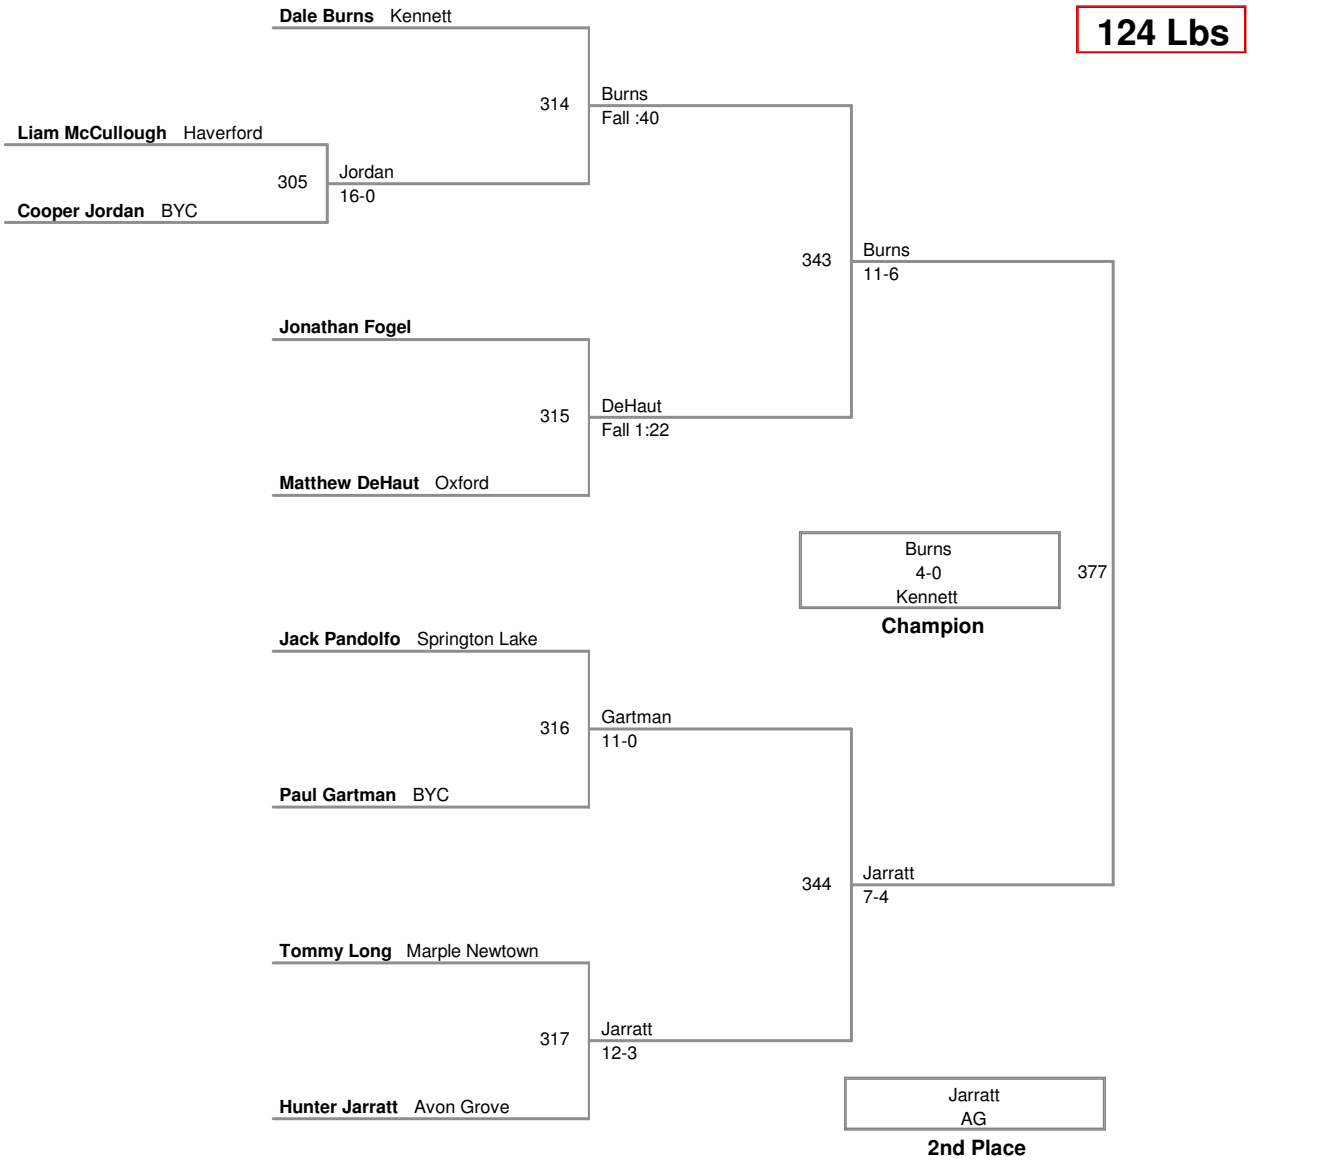 Dale Burns Kennett
124 Lbs
314
Burns
Fall :40
Liam McCullough Haverford
305
Jordan
16-0
Cooper Jordan BYC
343
Burns
11-6
Jonathan Fogel
315
DeHaut
Fall 1:22
Matthew DeHaut Oxford
Burns
4-0
Kennett
377
Champion
Jack Pandolfo Springton Lake
316
Gartman
11-0
Paul Gartman BYC
344
Jarratt
7-4
Tommy Long Marple Newtown
317
Jarratt
12-3
Hunter Jarratt Avon Grove
Jarratt
AG
2nd Place